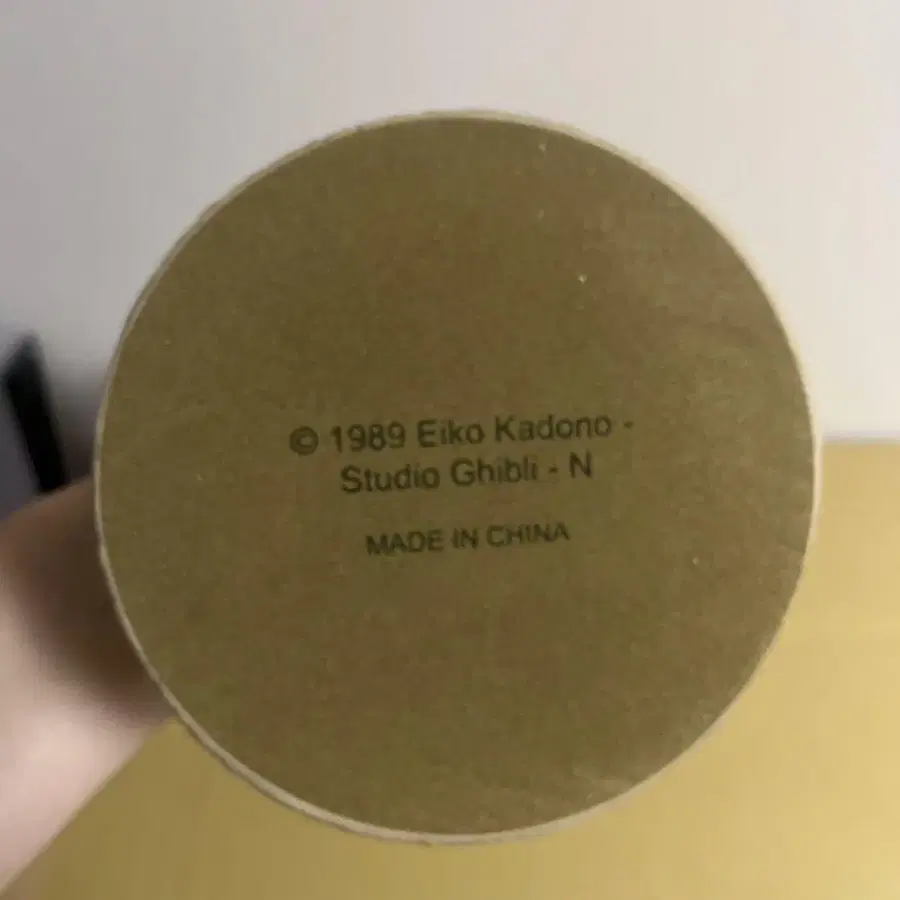 © 1989 Eiko Kadono -
Studio Ghibli - N
MADE IN CHINA